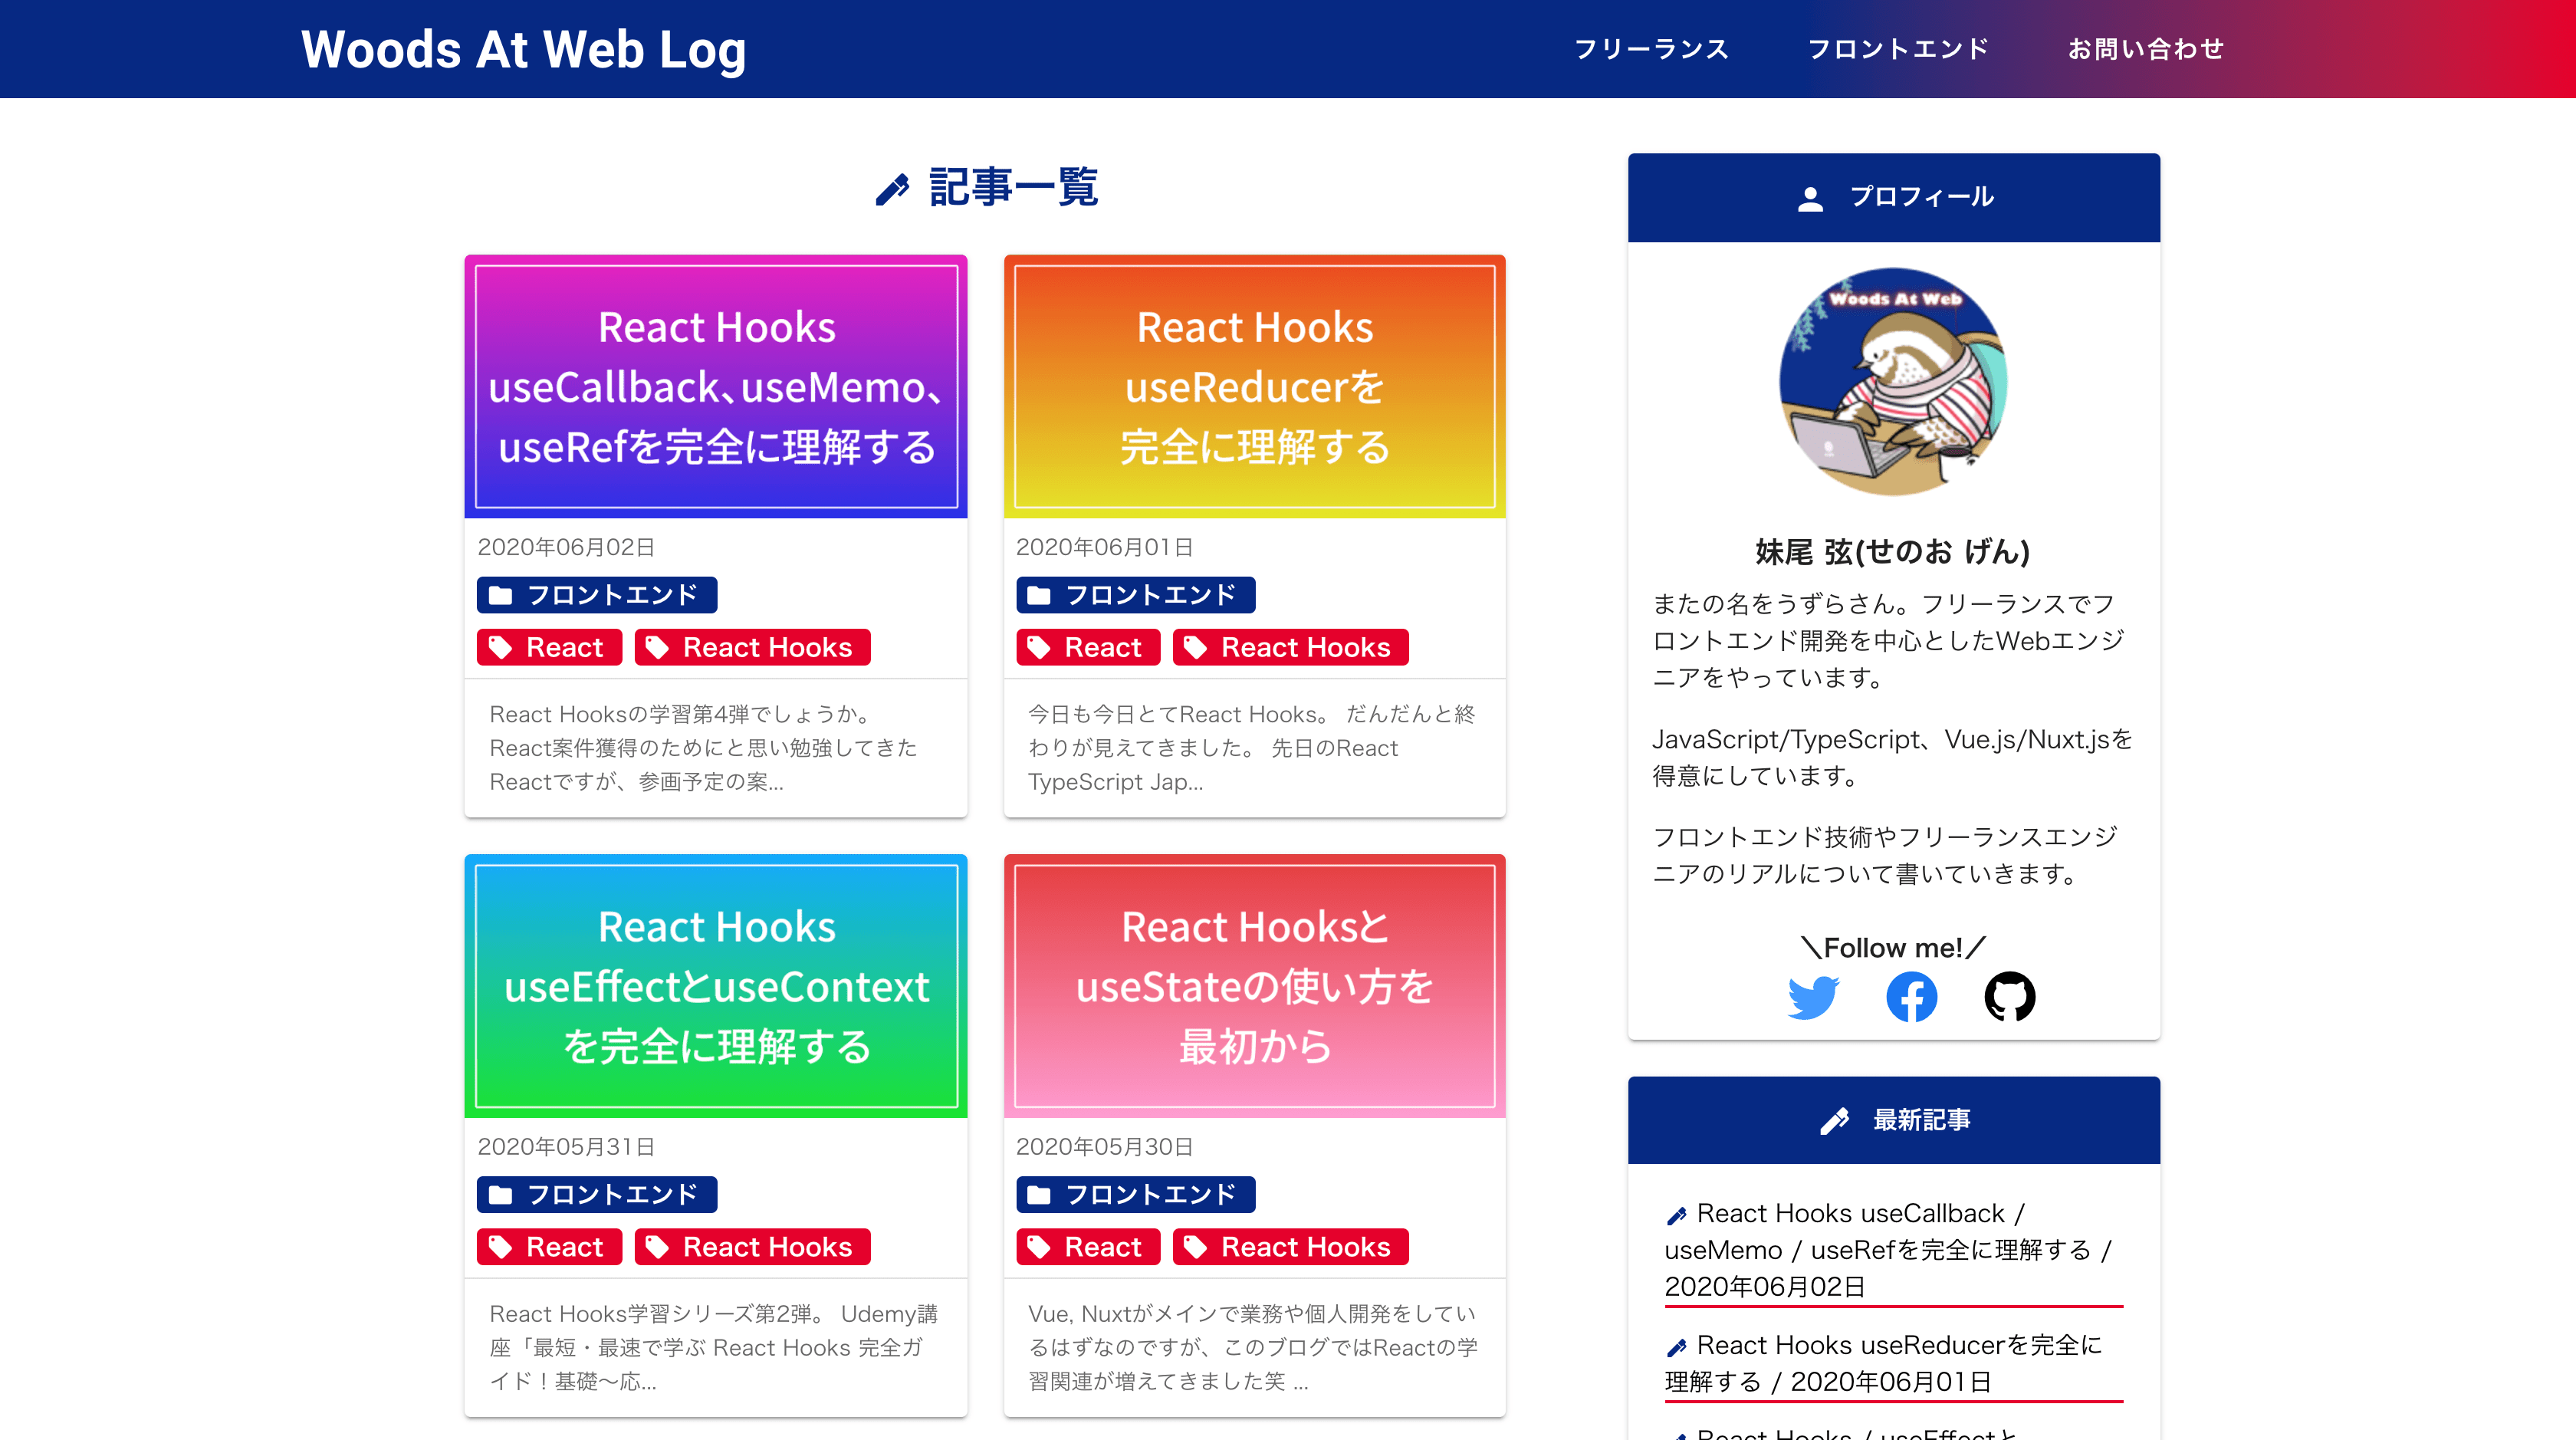 Woods At Web Log
フリーランス
フロントエンド
お問い合わせ
記事一覧
React Hooks
useCallback、useMemo、
useRefを完全に理解する
2020年06月02日
フロントエンド
React
React Hooks
React Hooksの学習第4弾でしょうか。
React案件獲得のためにと思い勉強してきた
Reactですが、参画予定の案...
React Hooks
useReducerを
完全に理解する
2020年06月01日
フロントエンド
React
React Hooks
今日も今日とてReact Hooks。 だんだんと終
わりが見えてきました。 先日のReact
TypeScript Jap...
React Hooks
useEffectとuseContext
を完全に理解する
2020年05月31日
フロントエンド
React
React Hooks
React Hooks学習シリーズ第2弾。 Udemy講
座「最短・最速で学ぶ React Hooks 完全ガ
イド！基礎〜応...
React Hooksと
useStateの使い方を
最初から
2020年05月30日
フロントエンド
React
React Hooks
Vue, Nuxtがメインで業務や個人開発をしてい
るはずなのですが、このブログではReactの学
習関連が増えてきました笑 ...
プロフィール
Woods At Web
妹尾 弦(せのお げん)
またの名をうずらさん。フリーランスでフ
ロントエンド開発を中心としたWebエンジ
ニアをやっています。
JavaScript/TypeScript、Vue.js/Nuxt.jsを
得意にしています。
フロントエンド技術やフリーランスエンジ
ニアのリアルについて書いていきます。
＼Follow me!／
最新記事
React Hooks useCallback /
useMemo / useRefを完全に理解する /
2020年06月02日
React Hooks useReducerを完全に
理解する / 2020年06月01日
React Hooks / useEffectと